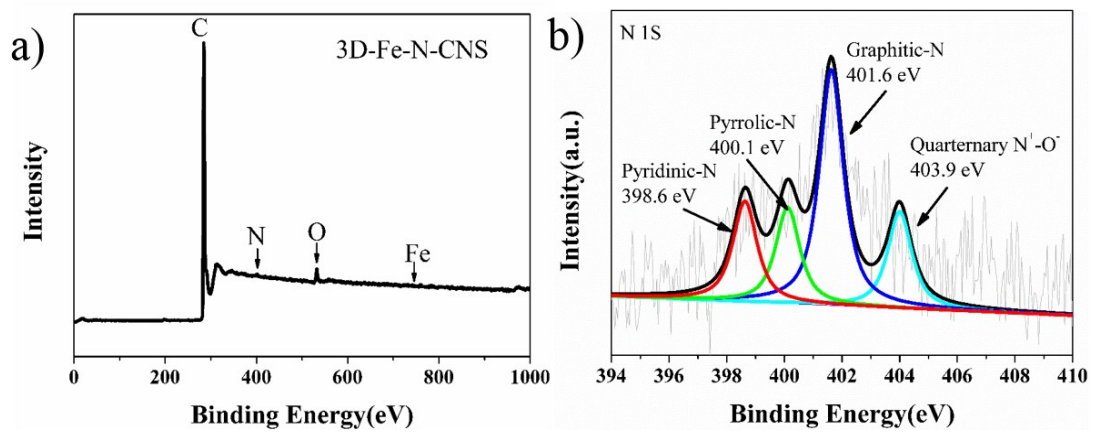 a)
C
3D-Fe-N-CNS
N
O
Fe
Intensity
0
200
400
600
800
1000
Binding Energy(eV)
b)
N 1S
Graphitic-N
401.6 eV
Pyrrolic-N
400.1 eV
Quarternary N⁺-O⁻
403.9 eV
Pyridinic-N
398.6 eV
Intensity(a.u.)
394
396
398
400
402
404
406
408
410
Binding Energy(eV)